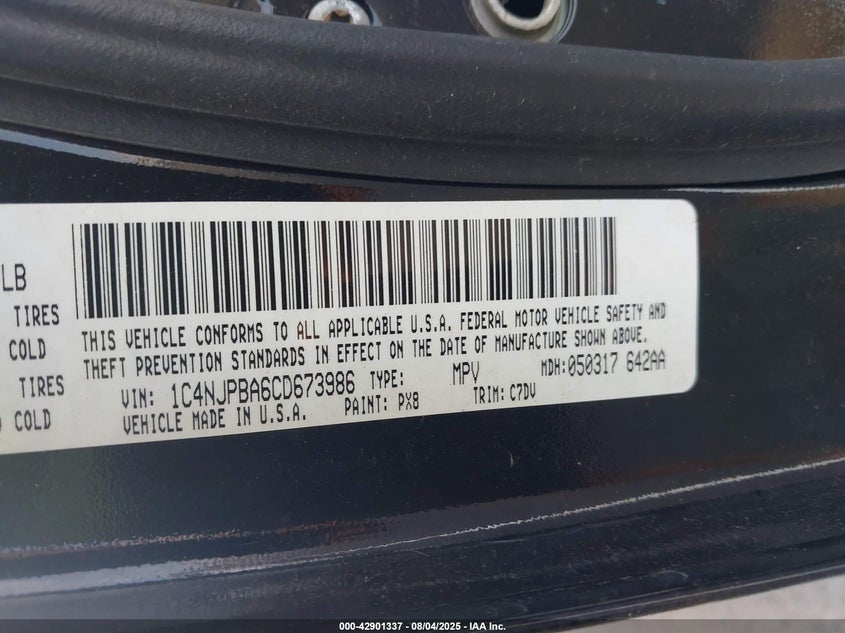 LB
TIRES
COLD
TIRES
COLD
THIS VEHICLE CONFORMS TO ALL APPLICABLE U.S.A. FEDERAL MOTOR VEHICLE SAFETY AND
THEFT PREVENTION STANDARDS IN EFFECT ON THE DATE OF MANUFACTURE SHOWN ABOVE.
VIN: 1C4NJPBA6CD673986 TYPE: MPV MDH:050317 642AA
VEHICLE MADE IN U.S.A. PAINT: PX8 TRIM: C7DV
000-42901337 - 08/04/2025 - IAA Inc.